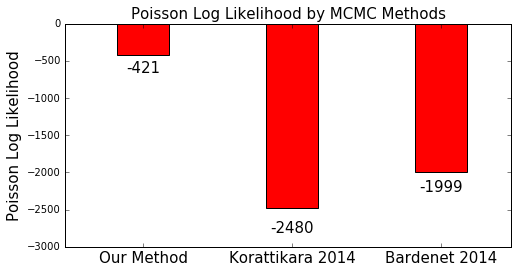 Poisson Log Likelihood by MCMC Methods
Poisson Log Likelihood
0
−500
−1000
−1500
−2000
−2500
−3000
-421
-2480
-1999
Our Method
Korattikara 2014
Bardenet 2014